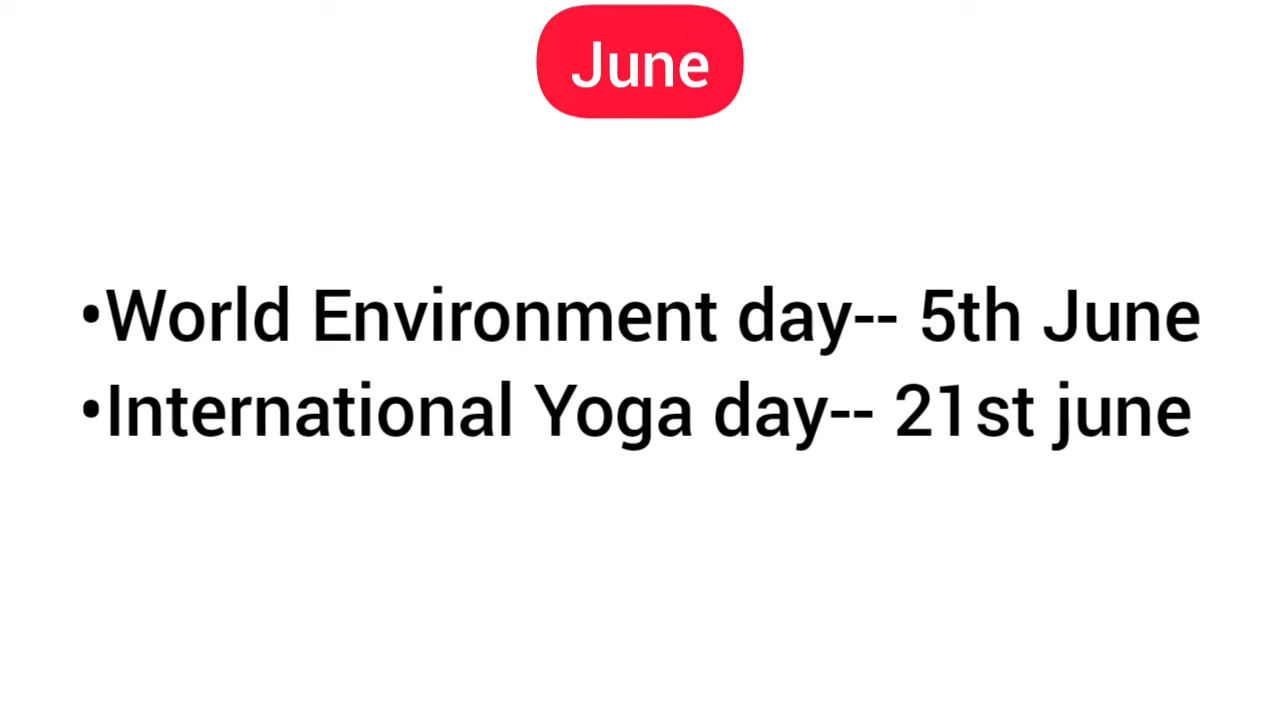 June
•World Environment day-- 5th June
•International Yoga day-- 21st june